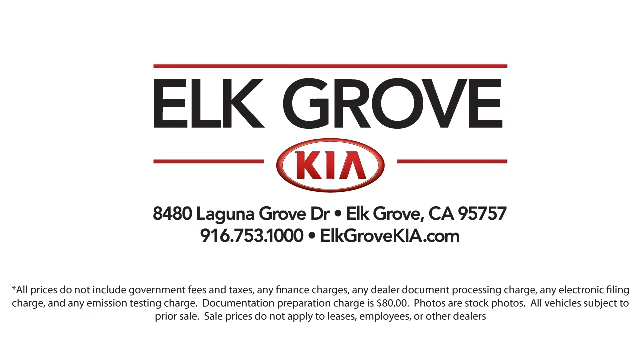 ELK GROVE
KIA
8480 Laguna Grove Dr • Elk Grove, CA 95757
916.753.1000 • ElkGroveKIA.com
*All prices do not include government fees and taxes, any finance charges, any dealer document processing charge, any electronic filing
charge, and any emission testing charge. Documentation preparation charge is $80.00. Photos are stock photos. All vehicles subject to
prior sale. Sale prices do not apply to leases, employees, or other dealers